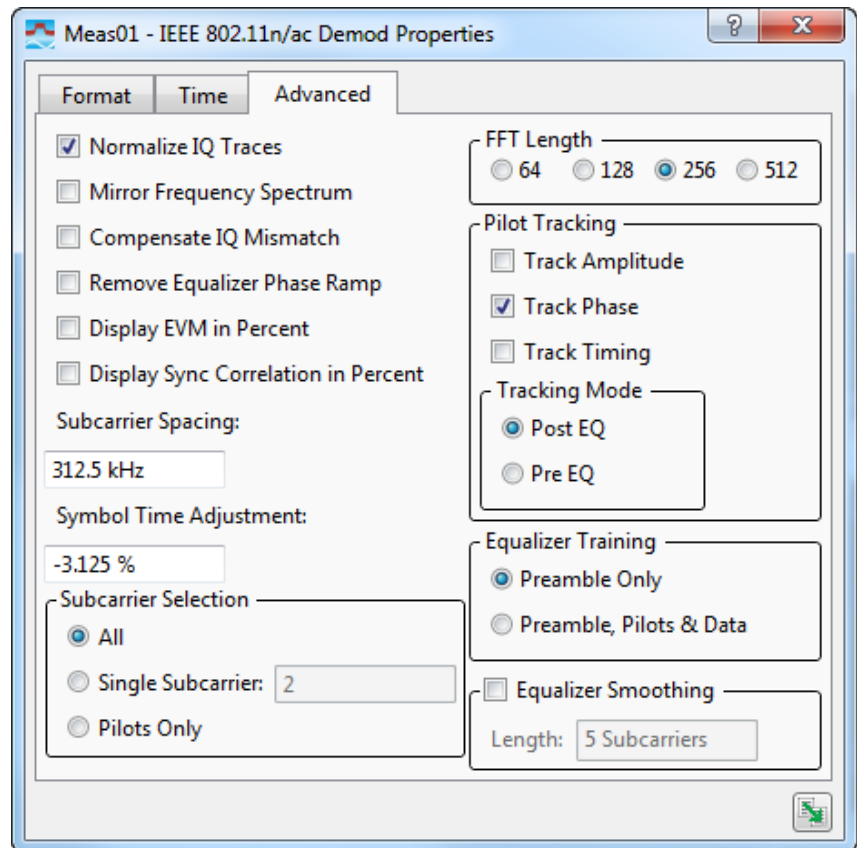 Meas01 - IEEE 802.11n/ac Demod Properties
?
X
Format
Time
Advanced
Normalize IQ Traces
Mirror Frequency Spectrum
Compensate IQ Mismatch
Remove Equalizer Phase Ramp
Display EVM in Percent
Display Sync Correlation in Percent
Subcarrier Spacing:
312.5 kHz
Symbol Time Adjustment:
-3.125 %
Subcarrier Selection
All
Single Subcarrier: 2
Pilots Only
FFT Length
64 128 256 512
Pilot Tracking
Track Amplitude
Track Phase
Track Timing
Tracking Mode
Post EQ
Pre EQ
Equalizer Training
Preamble Only
Preamble, Pilots & Data
Equalizer Smoothing
Length: 5 Subcarriers